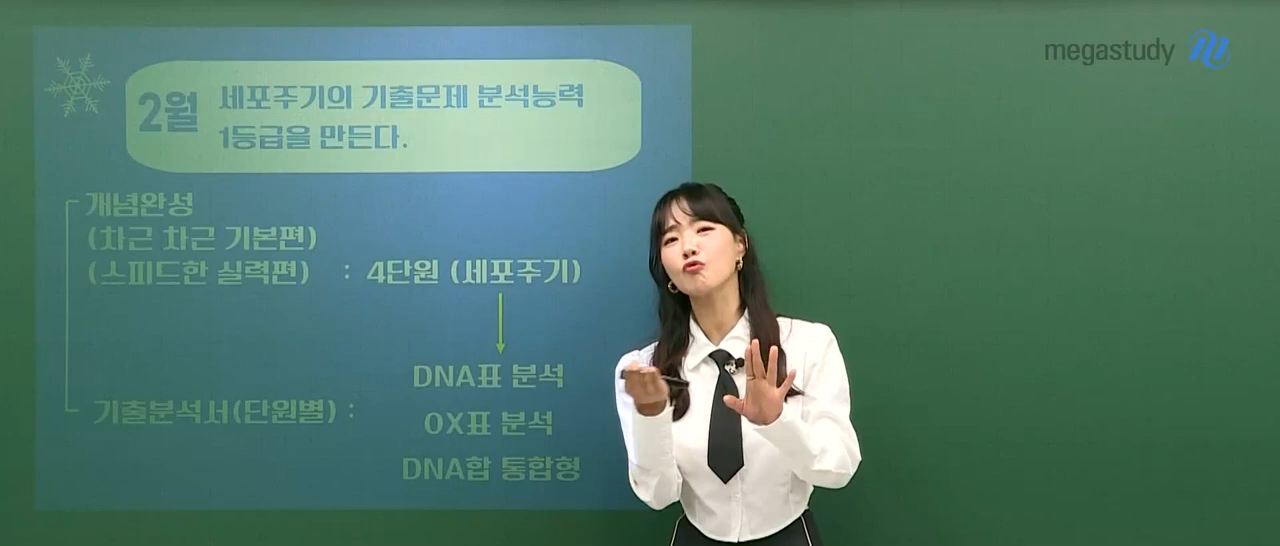 megastudy
2월
세포주기의 기출문제 분석능력
1등급을 만든다.
개념완성
(차근 차근 기본편)
(스피드한 실력편) : 4단원 (세포주기)
DNA표 분석
기출분석서(단원별) :
OX표 분석
DNA합 통합형